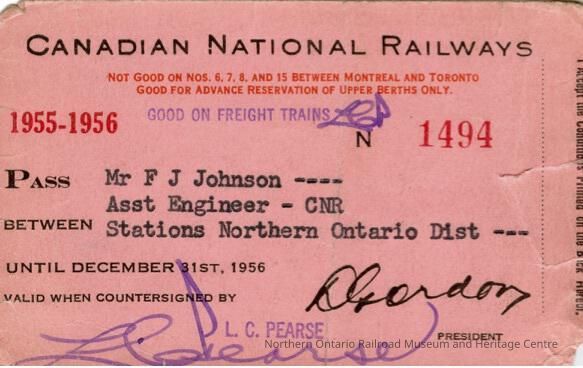 CANADIAN NATIONAL RAILWAYS
NOT GOOD ON NOS. 6, 7, 8, AND 15 BETWEEN MONTREAL AND TORONTO
GOOD FOR ADVANCE RESERVATION OF UPPER BERTHS ONLY.
GOOD ON FREIGHT TRAINS
1955-1956
N 1494
PASS Mr F J Johnson ----
Asst Engineer - CNR
BETWEEN Stations Northern Ontario Dist ---
UNTIL DECEMBER 31ST, 1956
VALID WHEN COUNTERSIGNED BY
D Gordon
L. C. PEARSE
L C Pearse
PRESIDENT
Northern Ontario Railroad Museum and Heritage Centre